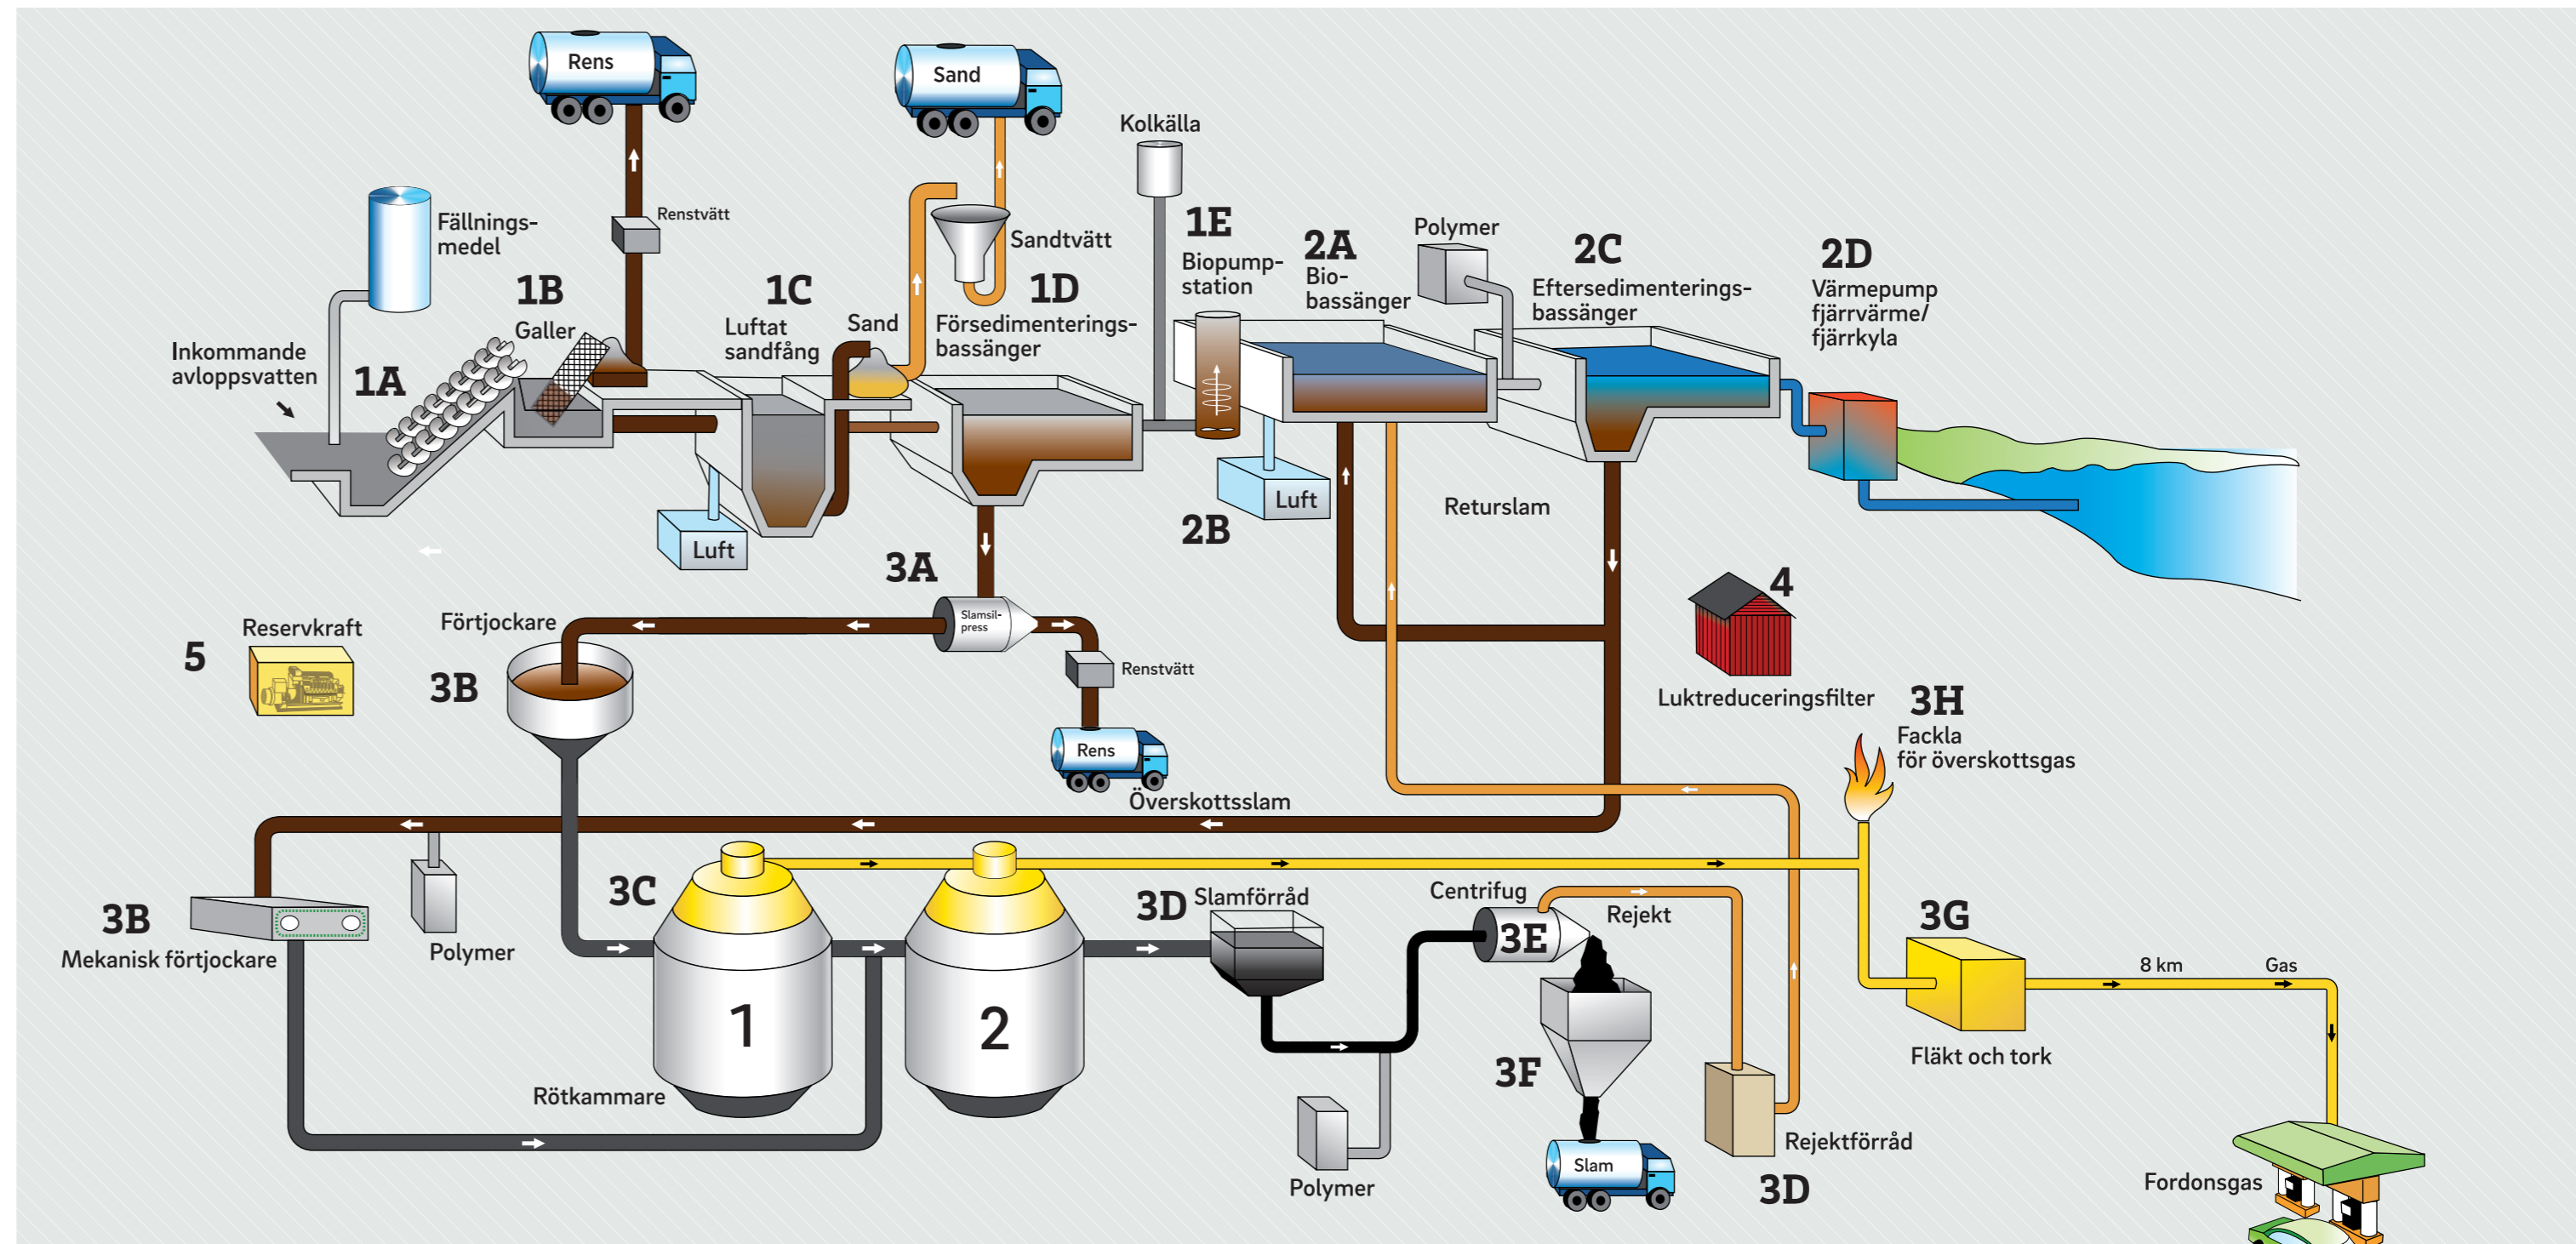 Rens
Sand
Kolkälla
Fällnings-
medel
Renstvätt
Sandtvätt
1E
Biopump-
station
2A
Bio-
bassänger
Polymer
2C
Eftersedimenterings-
bassänger
2D
Värmepump
fjärrvärme/
fjärrkyla
1B
Galler
1C
Luftat
sandfång
Sand
1D
Försedimenterings-
bassänger
Inkommande
avloppsvatten
1A
Luft
2B
Luft
Returslam
3A
Slamsil-
press
Förtjockare
3B
Renstvätt
Rens
Reservkraft
5
4
Luktreduceringsfilter
3H
Fackla
för överskottsgas
Överskottsslam
3B
Mekanisk förtjockare
Polymer
3C
1
2
Rötkammare
3D
Slamförråd
Centrifug
3E
Rejekt
3F
Polymer
Slam
Rejektförråd
3D
3G
Fläkt och tork
8 km
Gas
Fordonsgas